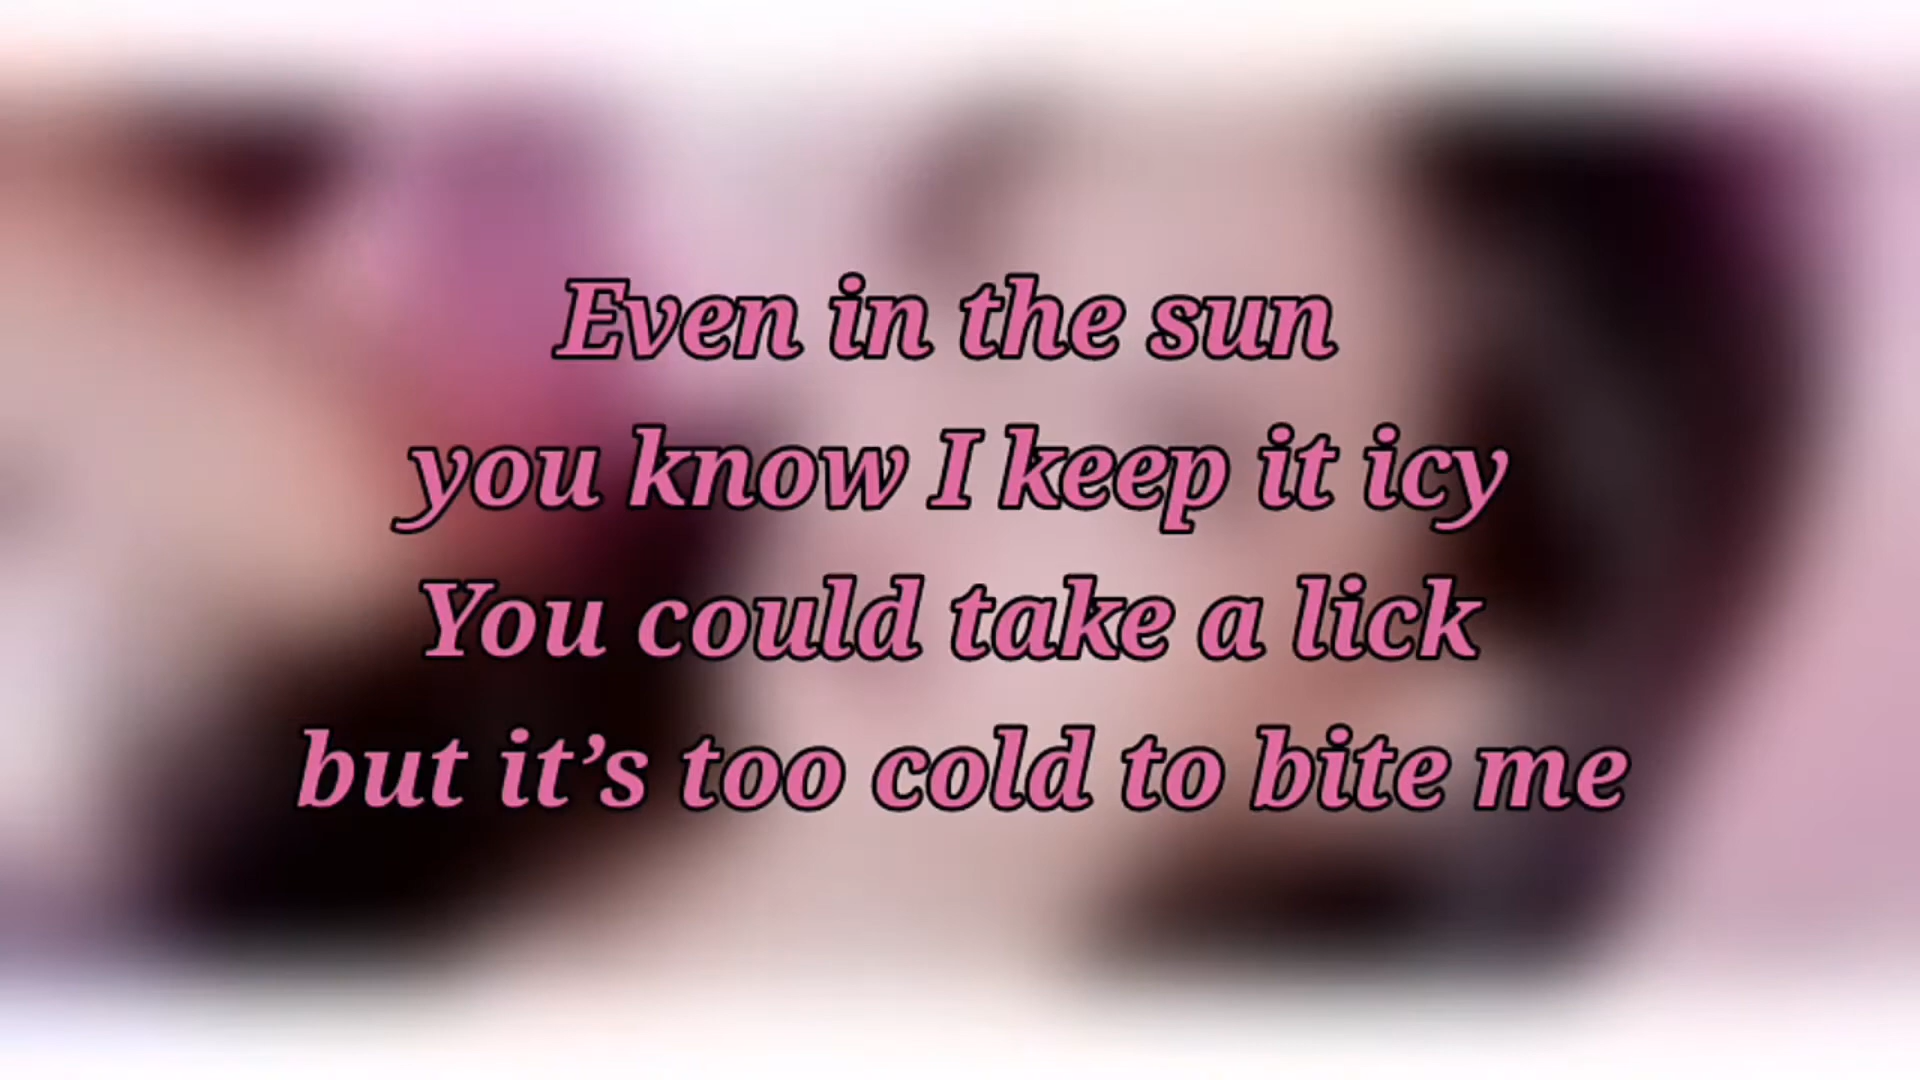 Even in the sun
you know I keep it icy
You could take a lick
but it’s too cold to bite me